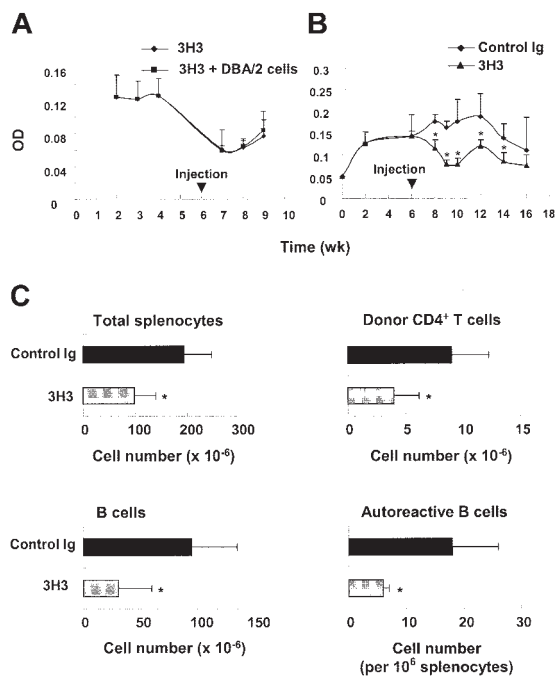 A
3H3
3H3 + DBA/2 cells
0.16
0.12
0.08
0.04
0
OD
Injection
0 1 2 3 4 5 6 7 8 9 10
B
Control Ig
3H3
0.3
0.25
0.2
0.15
0.1
0.05
Injection
0 2 4 6 8 10 12 14 16 18
* * * * *
Time (wk)
C
Total splenocytes
Control Ig
3H3
*
0 100 200 300
Cell number (x 10-6)
Donor CD4+ T cells
*
0 5 10 15
Cell number (x 10-6)
B cells
Control Ig
3H3
*
0 50 100 150
Cell number (x 10-6)
Autoreactive B cells
*
0 10 20 30
Cell number
(per 106 splenocytes)